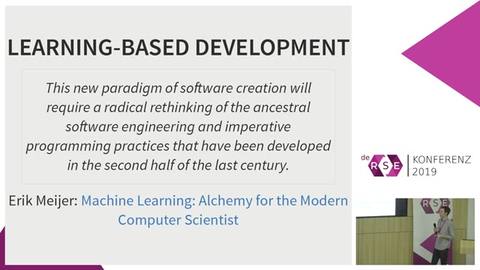 LEARNING-BASED DEVELOPMENT
This new paradigm of software creation will
require a radical rethinking of the ancestral
software engineering and imperative
programming practices that have been developed
in the second half of the last century.
Erik Meijer: Machine Learning: Alchemy for the Modern
Computer Scientist
de RSE KONFERENZ
2019
RSE